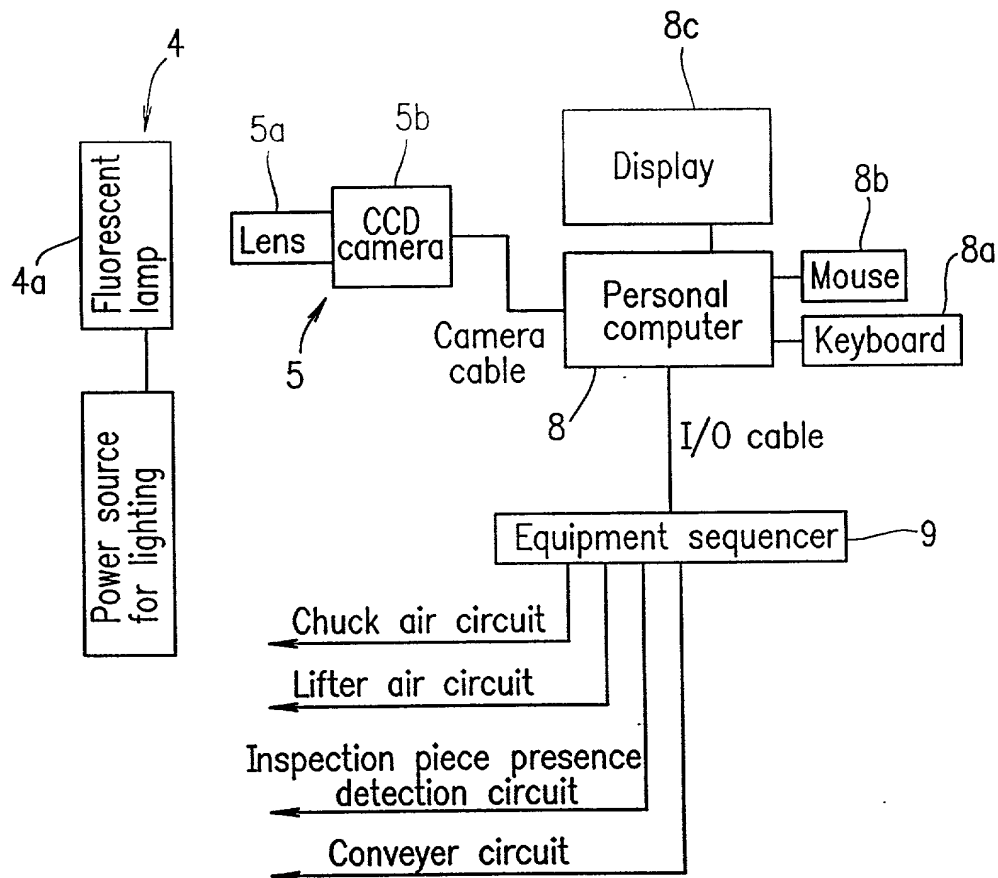 4
8c
5a
5b
Display
8b
Fluorescent
lamp
4a
Lens
CCD
camera
Mouse
8a
Personal
computer
Keyboard
Camera
cable
5
8
I/O cable
Power source
for lighting
Equipment sequencer
9
Chuck air circuit
Lifter air circuit
Inspection piece presence
detection circuit
Conveyer circuit